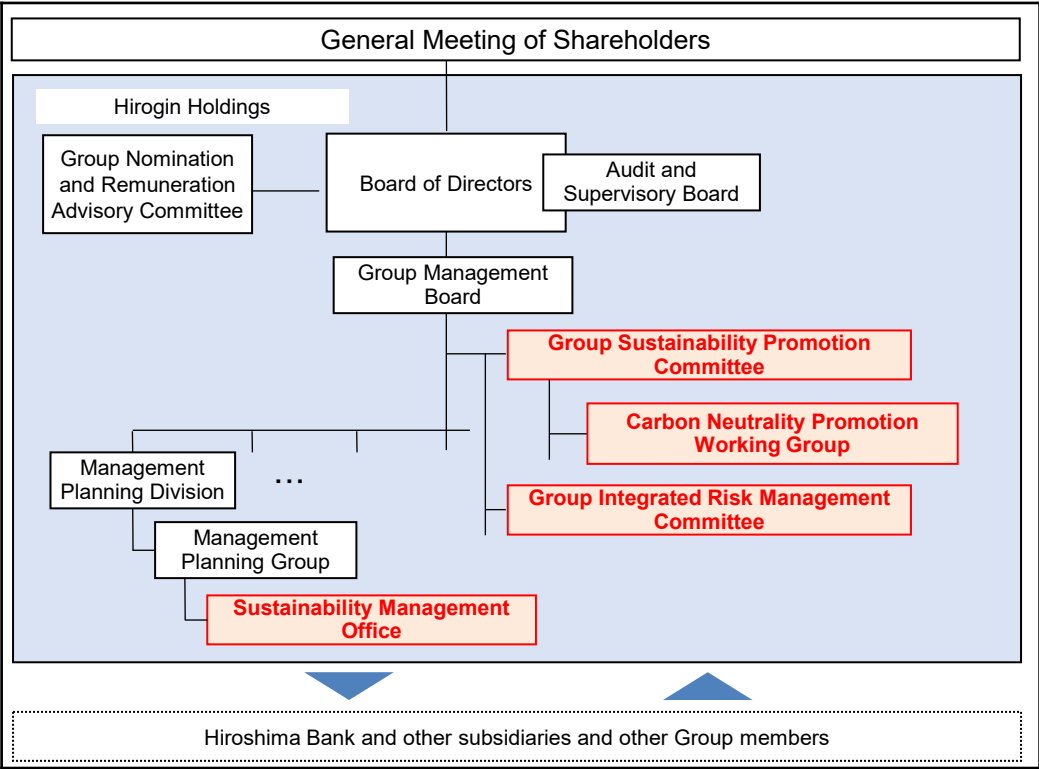 General Meeting of Shareholders
Hirogin Holdings
Group Nomination
and Remuneration
Advisory Committee
Board of Directors
Audit and
Supervisory Board
Group Management
Board
Group Sustainability Promotion
Committee
Carbon Neutrality Promotion
Working Group
Management
Planning Division
...
Group Integrated Risk Management
Committee
Management
Planning Group
Sustainability Management
Office
Hiroshima Bank and other subsidiaries and other Group members